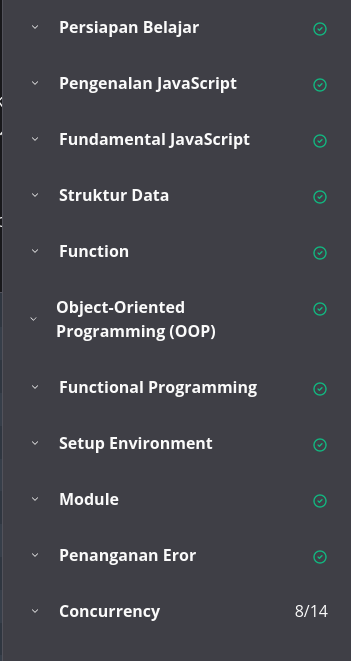 Persiapan Belajar
Pengenalan JavaScript
Fundamental JavaScript
Struktur Data
Function
Object-Oriented
Programming (OOP)
Functional Programming
Setup Environment
Module
Penanganan Eror
Concurrency 8/14